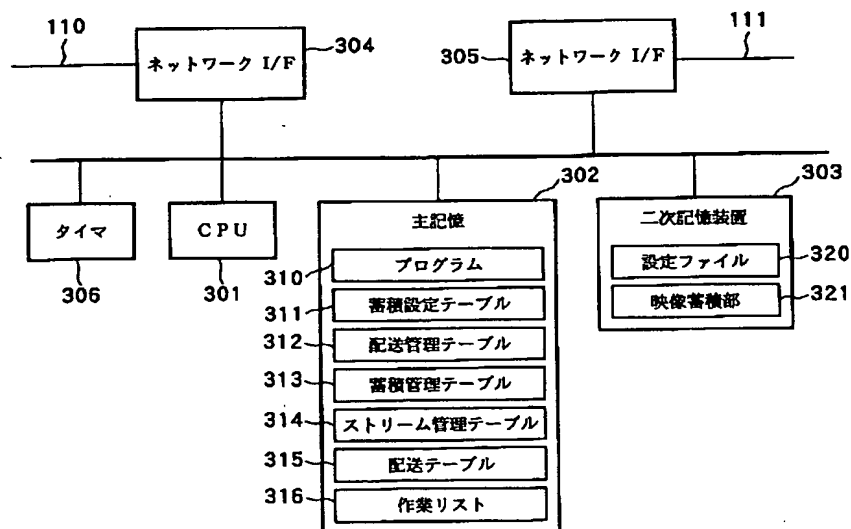 110
ネットワーク I/F
304
305
ネットワーク I/F
111
タイマ
306
CPU
301
302
主記憶
310
プログラム
311
蓄積設定テーブル
312
配送管理テーブル
313
蓄積管理テーブル
314
ストリーム管理テーブル
315
配送テーブル
316
作業リスト
303
二次記憶装置
設定ファイル
320
映像蓄積部
321